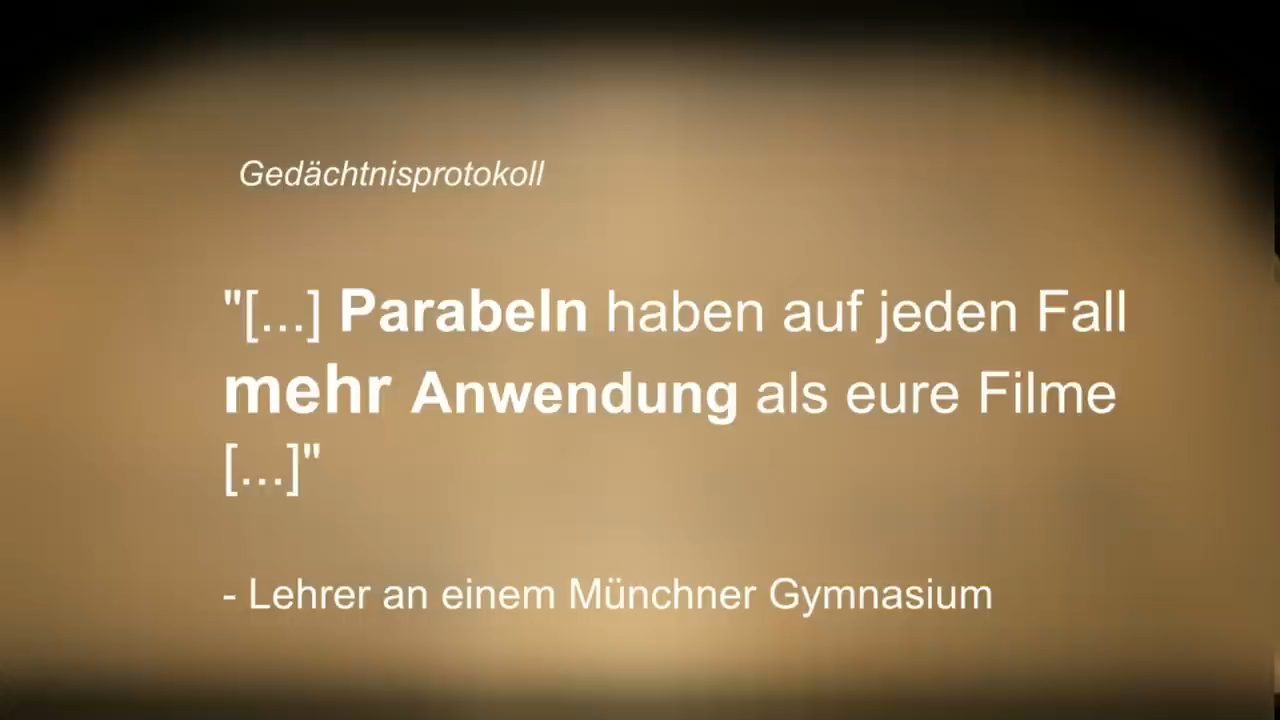 Gedächtnisprotokoll
"[...] Parabeln haben auf jeden Fall
mehr Anwendung als eure Filme
[...]"
- Lehrer an einem Münchner Gymnasium